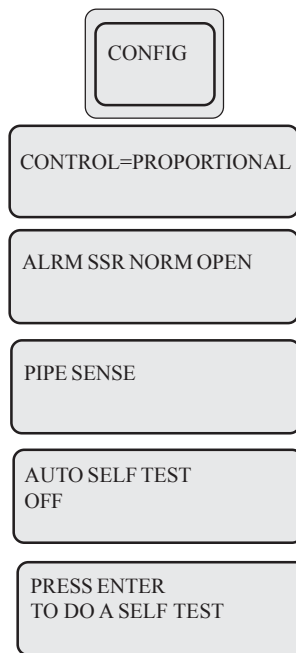 CONFIG
CONTROL=PROPORTIONAL
ALRM SSR NORM OPEN
PIPE SENSE
AUTO SELF TEST
OFF
PRESS ENTER
TO DO A SELF TEST